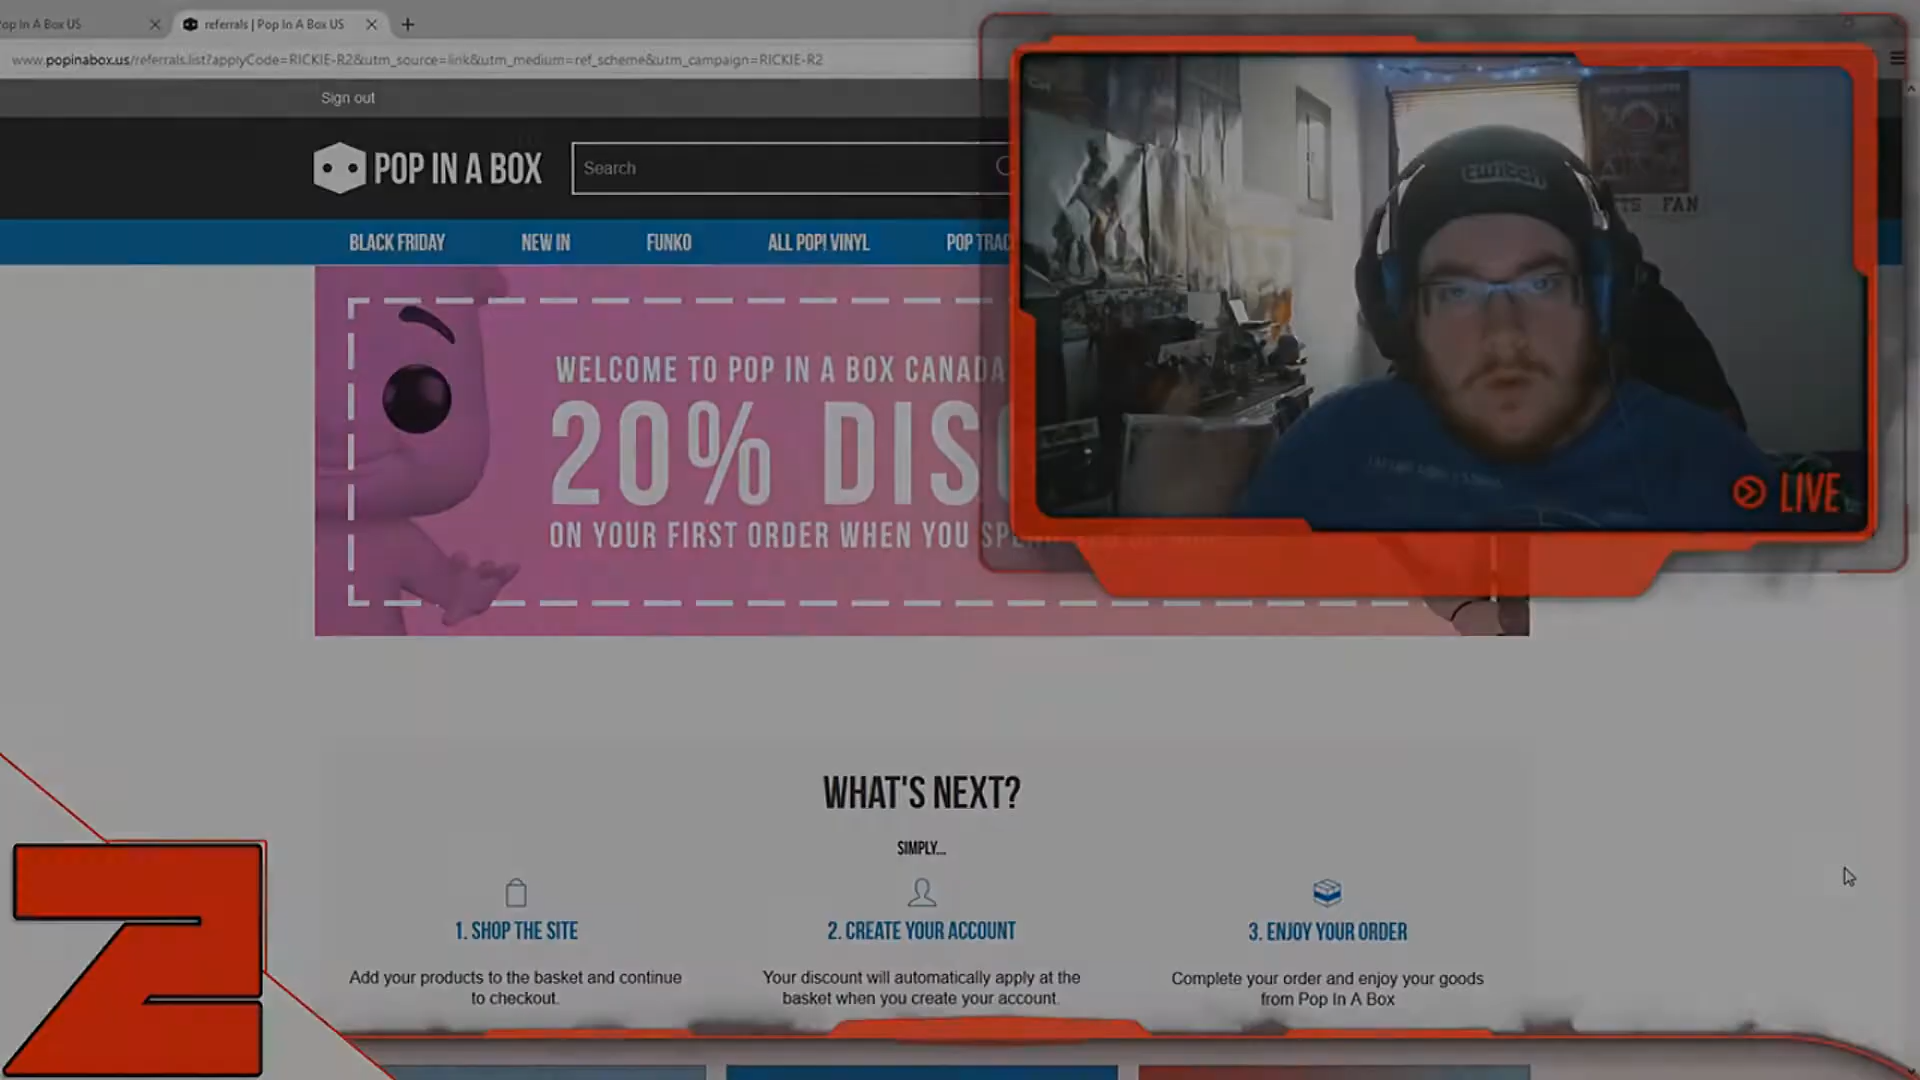 Pop In A Box US
referrals | Pop In A Box US
www.popinabox.us/referrals.list?applyCode=RICKIE-R2&utm_source=link&utm_medium=ref_scheme&utm_campaign=RICKIE-R2
Sign out
POP IN A BOX
Search
BLACK FRIDAY
NEW IN
FUNKO
ALL POP! VINYL
POP TRAC
WELCOME TO POP IN A BOX CANADA
20% DISC
ON YOUR FIRST ORDER WHEN YOU
twitch
FAN
LIVE
WHAT'S NEXT?
SIMPLY...
1. SHOP THE SITE
Add your products to the basket and continue
to checkout.
2. CREATE YOUR ACCOUNT
Your discount will automatically apply at the
basket when you create your account.
3. ENJOY YOUR ORDER
Complete your order and enjoy your goods
from Pop In A Box
2